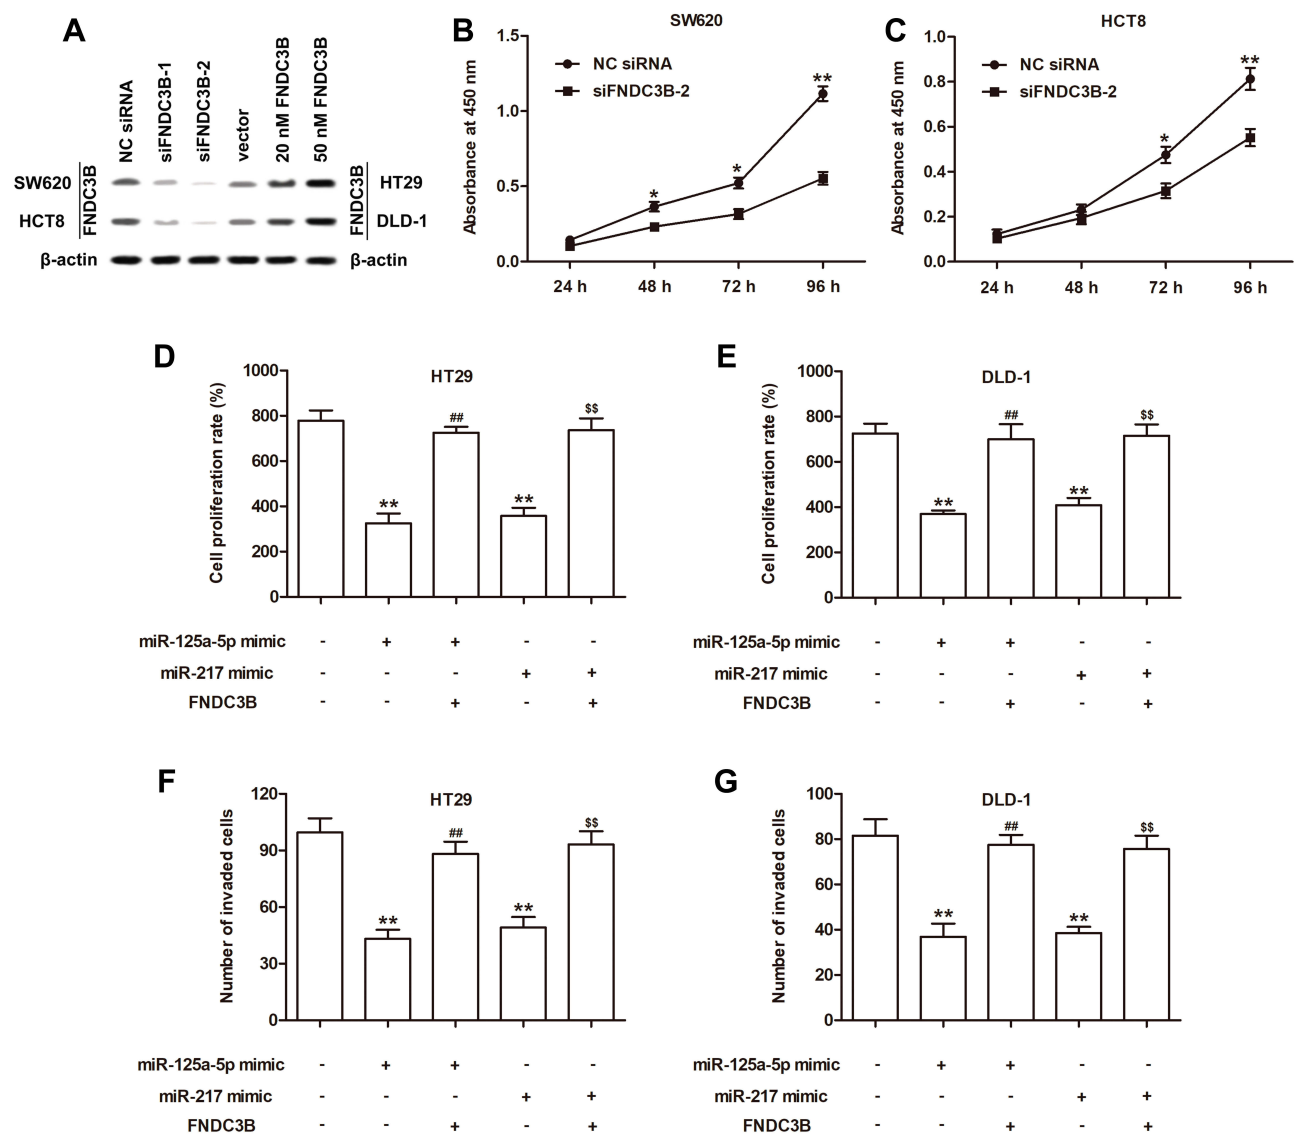 A
NC siRNA
siFNDC3B-1
siFNDC3B-2
vector
20 nM FNDC3B
50 nM FNDC3B
SW620
HCT8
FNDC3B
FNDC3B
HT29
DLD-1
β-actin
β-actin
B
SW620
Absorbance at 450 nm
1.5
1.0
0.5
0.0
NC siRNA
siFNDC3B-2
*
*
**
24 h 48 h 72 h 96 h
C
HCT8
Absorbance at 450 nm
1.0
0.8
0.6
0.4
0.2
0.0
NC siRNA
siFNDC3B-2
*
**
24 h 48 h 72 h 96 h
D
HT29
Cell proliferation rate (%)
1000
800
600
400
200
0
** ## ** $$
miR-125a-5p mimic - + + - -
miR-217 mimic - - - + +
FNDC3B - - + - +
E
DLD-1
Cell proliferation rate (%)
1000
800
600
400
200
0
** ## ** $$
miR-125a-5p mimic - + + - -
miR-217 mimic - - - + +
FNDC3B - - + - +
F
HT29
Number of invaded cells
120
90
60
30
0
** ## ** $$
miR-125a-5p mimic - + + - -
miR-217 mimic - - - + +
FNDC3B - - + - +
G
DLD-1
Number of invaded cells
100
80
60
40
20
0
** ## ** $$
miR-125a-5p mimic - + + - -
miR-217 mimic - - - + +
FNDC3B - - + - +